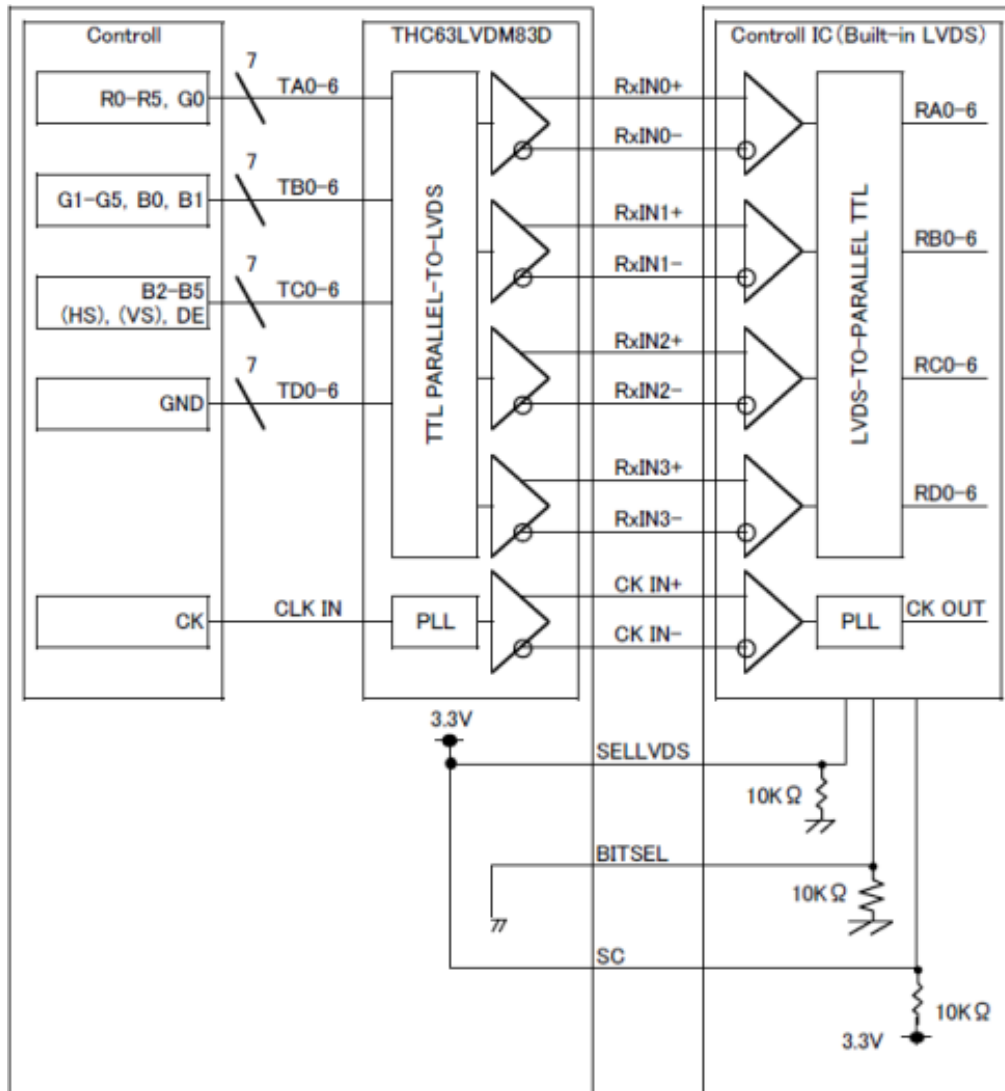 Controll
THC63LVDM83D
Controll IC(Built-in LVDS)
7
R0-R5, G0
TA0-6
RxIN0+
RxIN0-
RA0-6
7
G1-G5, B0, B1
TB0-6
RxIN1+
RxIN1-
RB0-6
7
B2-B5
(HS), (VS), DE
TC0-6
RxIN2+
RxIN2-
RC0-6
7
GND
TD0-6
RxIN3+
RxIN3-
RD0-6
TTL PARALLEL-TO-LVDS
LVDS-TO-PARALLEL TTL
CK
CLK IN
PLL
CK IN+
CK IN-
PLL
CK OUT
3.3V
SELLVDS
10KΩ
BITSEL
10KΩ
SC
10KΩ
3.3V